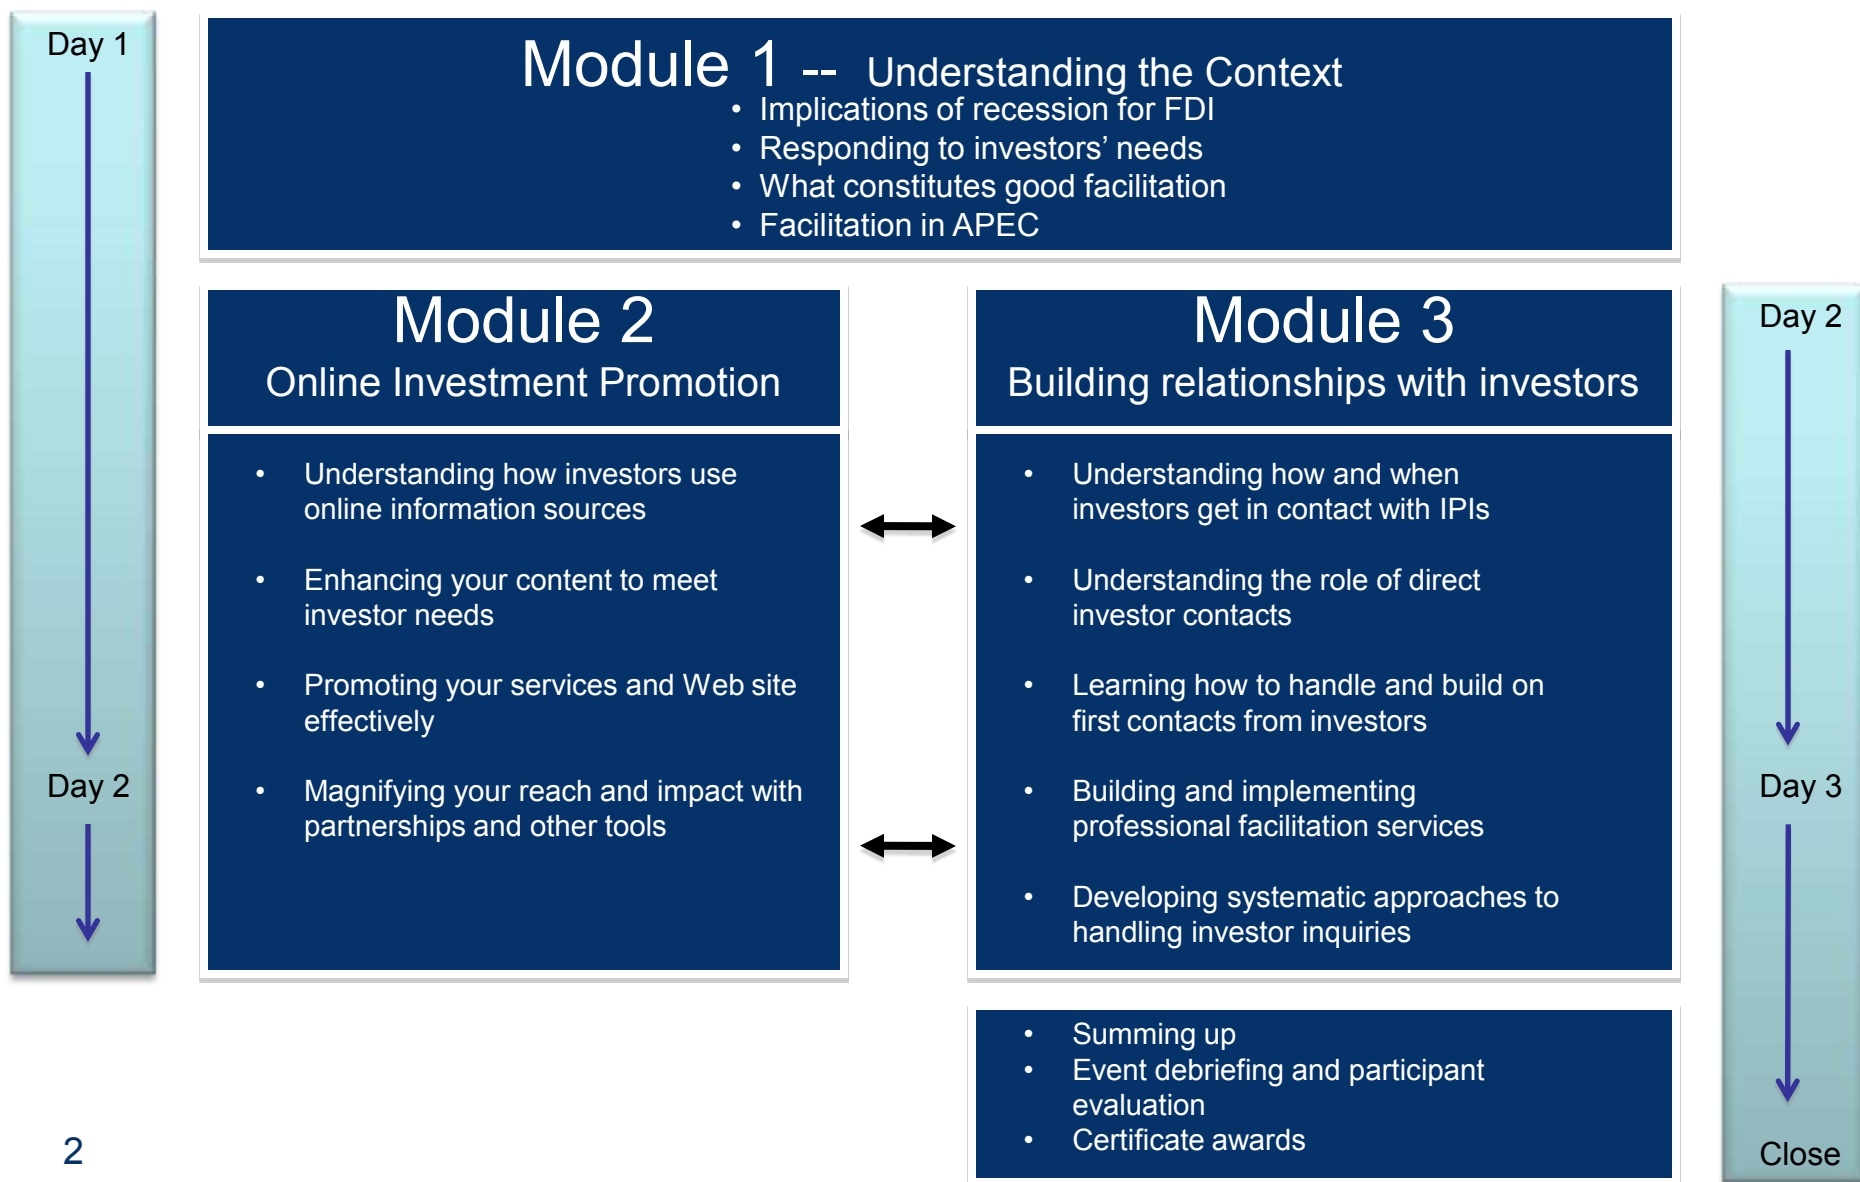 Day 1
Module 1 -- Understanding the Context
• Implications of recession for FDI
• Responding to investors’ needs
• What constitutes good facilitation
• Facilitation in APEC
Module 2
Online Investment Promotion
• Understanding how investors use
online information sources
• Enhancing your content to meet
investor needs
• Promoting your services and Web site
effectively
• Magnifying your reach and impact with
partnerships and other tools
Day 2
Module 3
Building relationships with investors
• Understanding how and when
investors get in contact with IPIs
• Understanding the role of direct
investor contacts
• Learning how to handle and build on
first contacts from investors
• Building and implementing
professional facilitation services
• Developing systematic approaches to
handling investor inquiries
Day 2
Day 3
• Summing up
• Event debriefing and participant
evaluation
• Certificate awards
Close
2